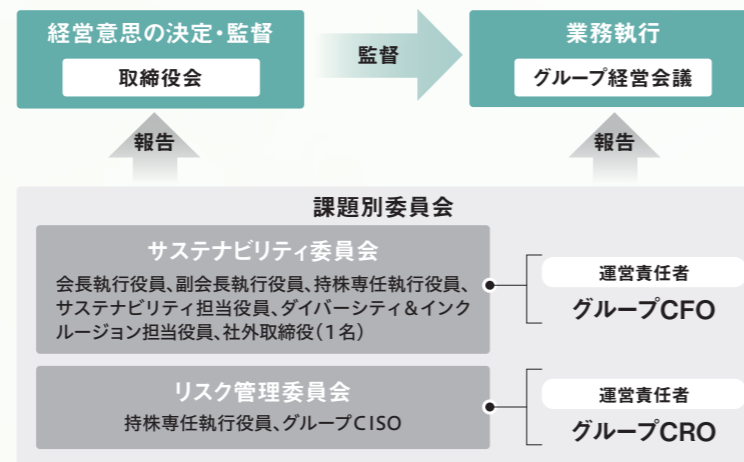 経営意思の決定・監督
取締役会
監督
業務執行
グループ経営会議
報告
報告
課題別委員会
サステナビリティ委員会
会長執行役員、副会長執行役員、持株専任執行役員、
サステナビリティ担当役員、ダイバーシティ&インク
ルージョン担当役員、社外取締役(1名)
運営責任者
グループCFO
リスク管理委員会
持株専任執行役員、グループCISO
運営責任者
グループCRO